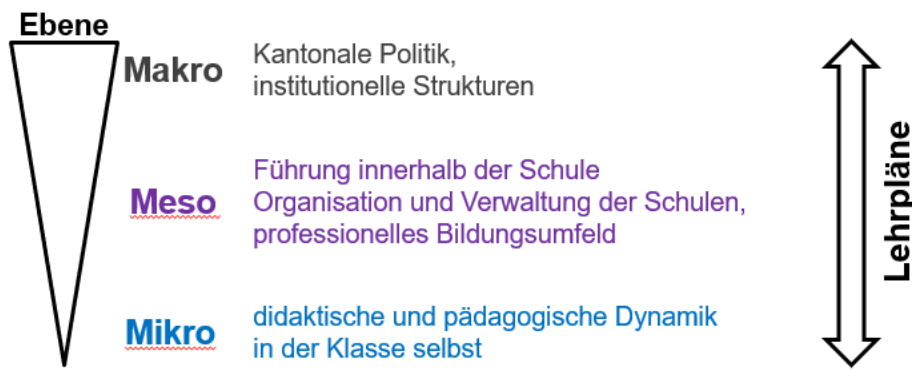 Ebene
Makro
Kantonale Politik,
institutionelle Strukturen
Meso
Führung innerhalb der Schule
Organisation und Verwaltung der Schulen,
professionelles Bildungsumfeld
Mikro
didaktische und pädagogische Dynamik
in der Klasse selbst
Lehrpläne